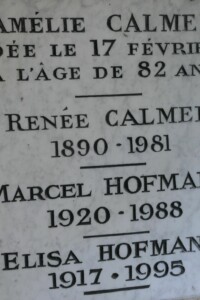 AMÉLIE CALME
DÉE LE 17 FÉVRIE
A L'ÂGE DE 82 AN
RENÉE CALME
1890 - 1981
MARCEL HOFMA
1920 - 1988
ELISA HOFMAN
1917 • 1995